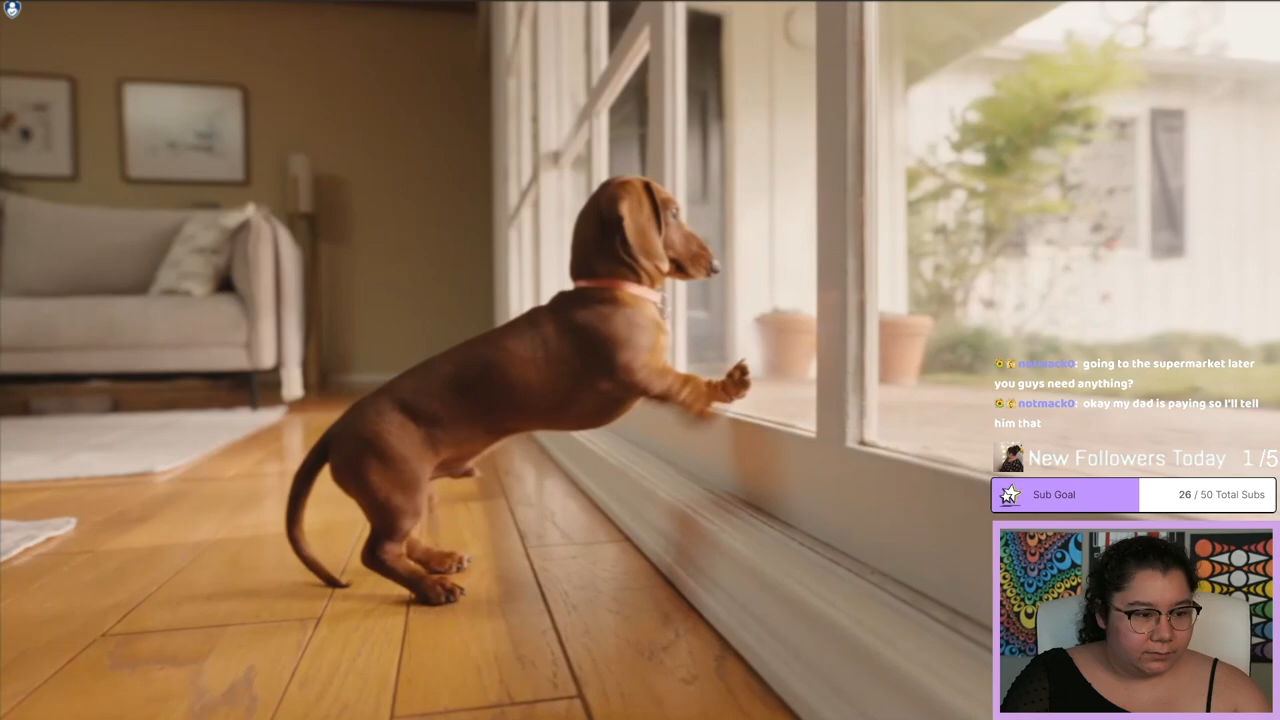 notmack0: going to the supermarket later
you guys need anything?
notmack0: okay my dad is paying so I'll tell
him that
New Followers Today 1 /5
Sub Goal 26 / 50 Total Subs